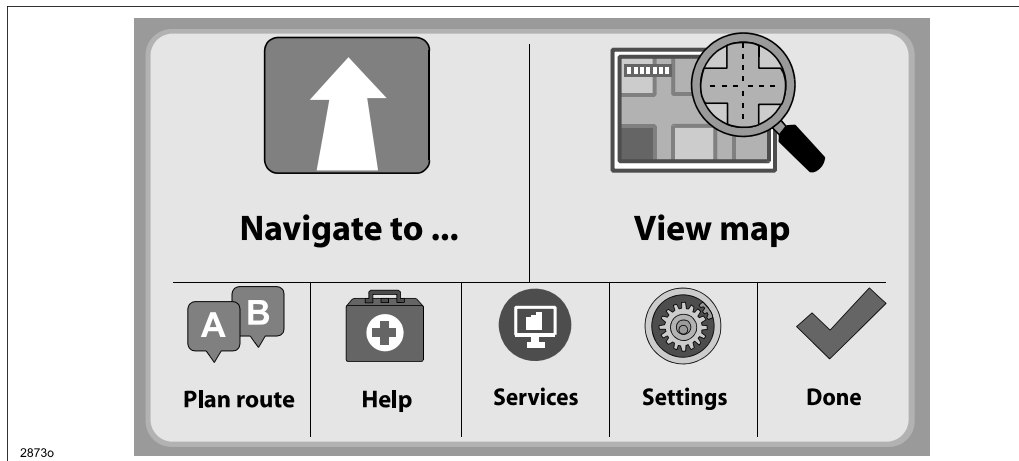 Navigate to ...
View map
A
B
Plan route
Help
Services
Settings
Done
2873o